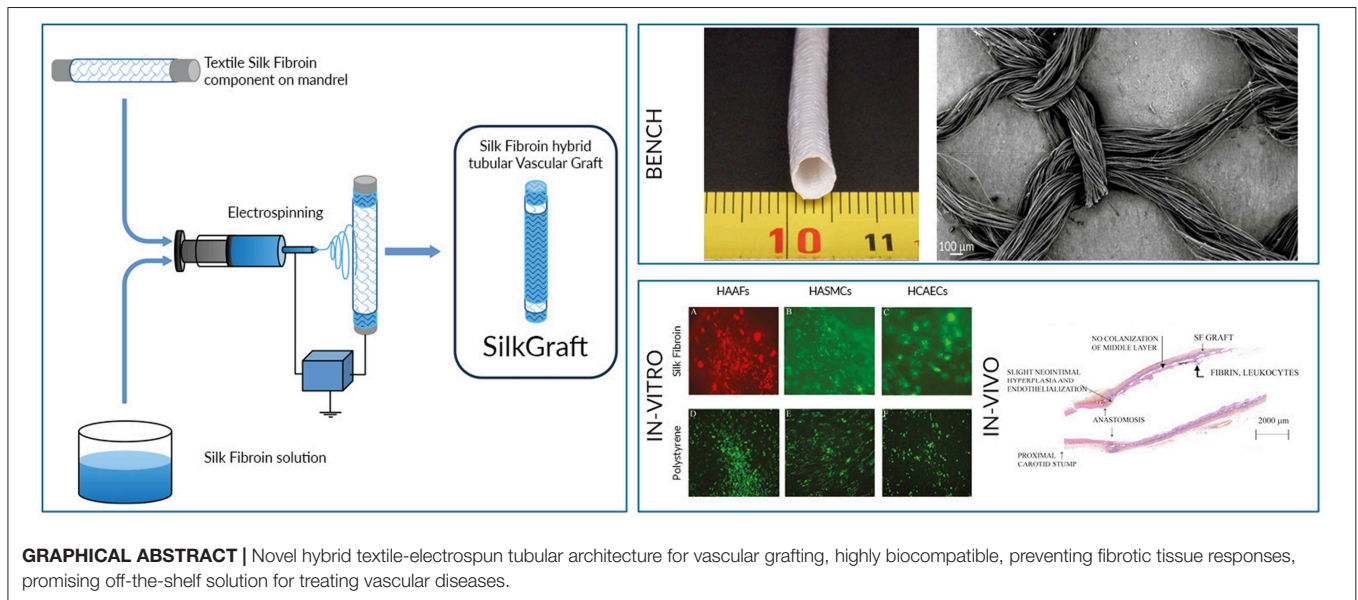 Textile Silk Fibroin
component on mandrel
Electrospinning
Silk Fibroin solution
Silk Fibroin hybrid
tubular Vascular Graft
SilkGraft
BENCH
10 11
100 µm
IN-VITRO
HAAFs HASMCs HCAECs
Silk Fibroin
A B C
Polystyrene
D E F
IN-VIVO
NO COLANIZATION
OF MIDDLE LAYER
SF GRAFT
SLIGHT NEOINTIMAL
HYPERPLASIA AND
ENDOTHELIALIZATION
FIBRIN, LEUKOCYTES
ANASTOMOSIS
2000 µm
PROXIMAL
CAROTID STUMP
GRAPHICAL ABSTRACT | Novel hybrid textile-electrospun tubular architecture for vascular grafting, highly biocompatible, preventing fibrotic tissue responses,
promising off-the-shelf solution for treating vascular diseases.